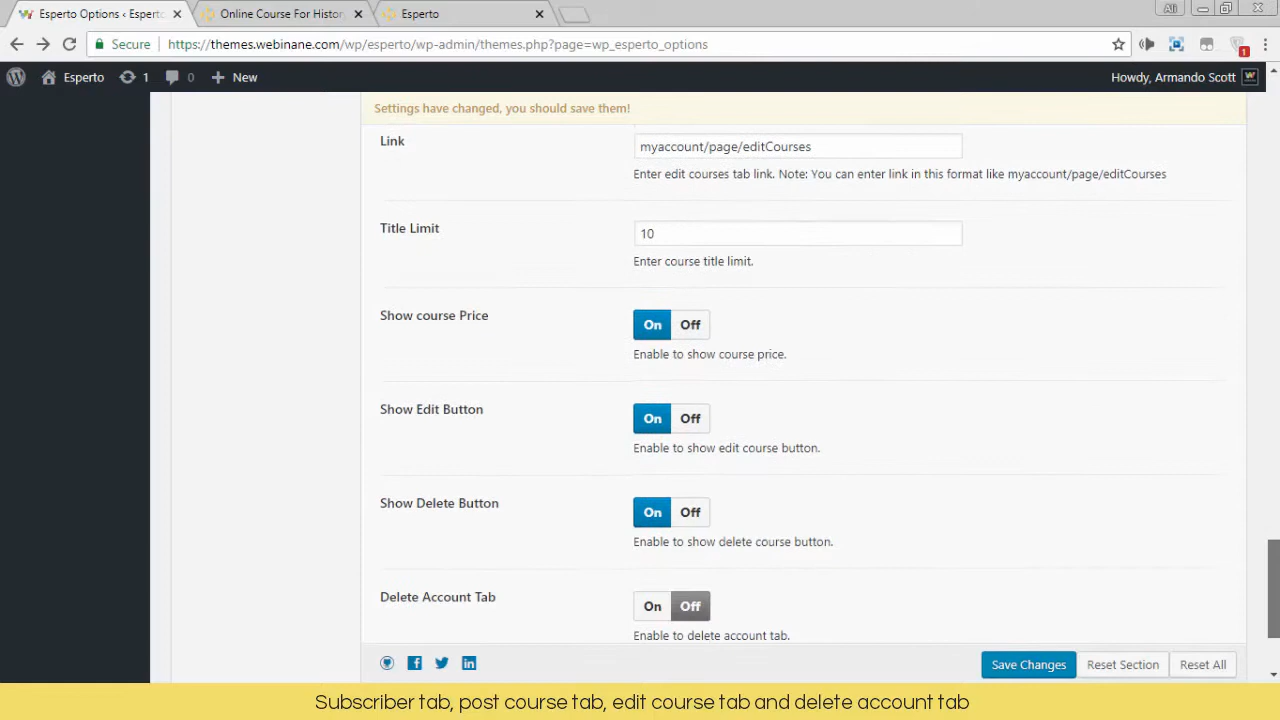 Esperto Options ‹ Esperto
Online Course For Histor
Esperto
Ali
Secure
https://themes.webinane.com/wp/esperto/wp-admin/themes.php?page=wp_esperto_options
1
Esperto
1
0
New
Howdy, Armando Scott
Settings have changed, you should save them!
Link
myaccount/page/editCourses
Enter edit courses tab link. Note: You can enter link in this format like myaccount/page/editCourses
Title Limit
10
Enter course title limit.
Show course Price
On Off
Enable to show course price.
Show Edit Button
On Off
Enable to show edit course button.
Show Delete Button
On Off
Enable to show delete course button.
Delete Account Tab
On Off
Enable to delete account tab.
Save Changes
Reset Section
Reset All
Subscriber tab, post course tab, edit course tab and delete account tab